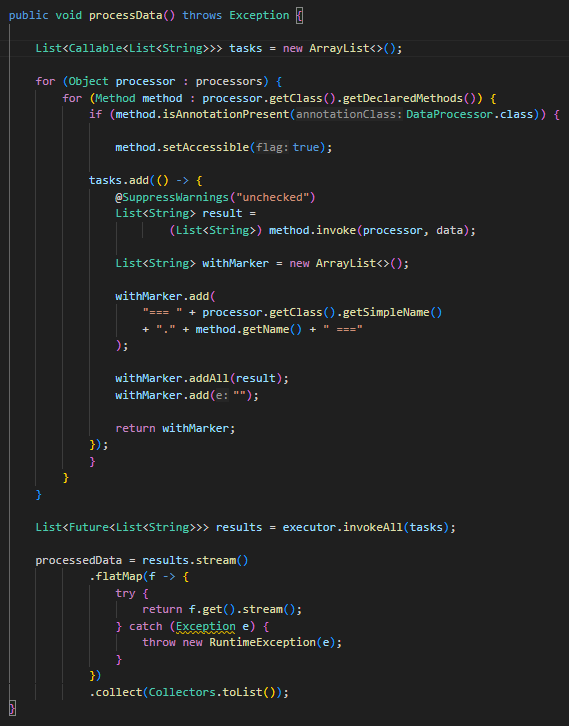 public void processData() throws Exception {
List<Callable<List<String>>> tasks = new ArrayList<>();
for (Object processor : processors) {
for (Method method : processor.getClass().getDeclaredMethods()) {
if (method.isAnnotationPresent(annotationClass: DataProcessor.class)) {
method.setAccessible(flag: true);
tasks.add(() -> {
@SuppressWarnings("unchecked")
List<String> result =
(List<String>) method.invoke(processor, data);
List<String> withMarker = new ArrayList<>();
withMarker.add(
"=== " + processor.getClass().getSimpleName()
+ "." + method.getName() + " ==="
);
withMarker.addAll(result);
withMarker.add(e: "");
return withMarker;
});
}
}
}
List<Future<List<String>>> results = executor.invokeAll(tasks);
processedData = results.stream()
.flatMap(f -> {
try {
return f.get().stream();
} catch (Exception e) {
throw new RuntimeException(e);
}
})
.collect(Collectors.toList());
}